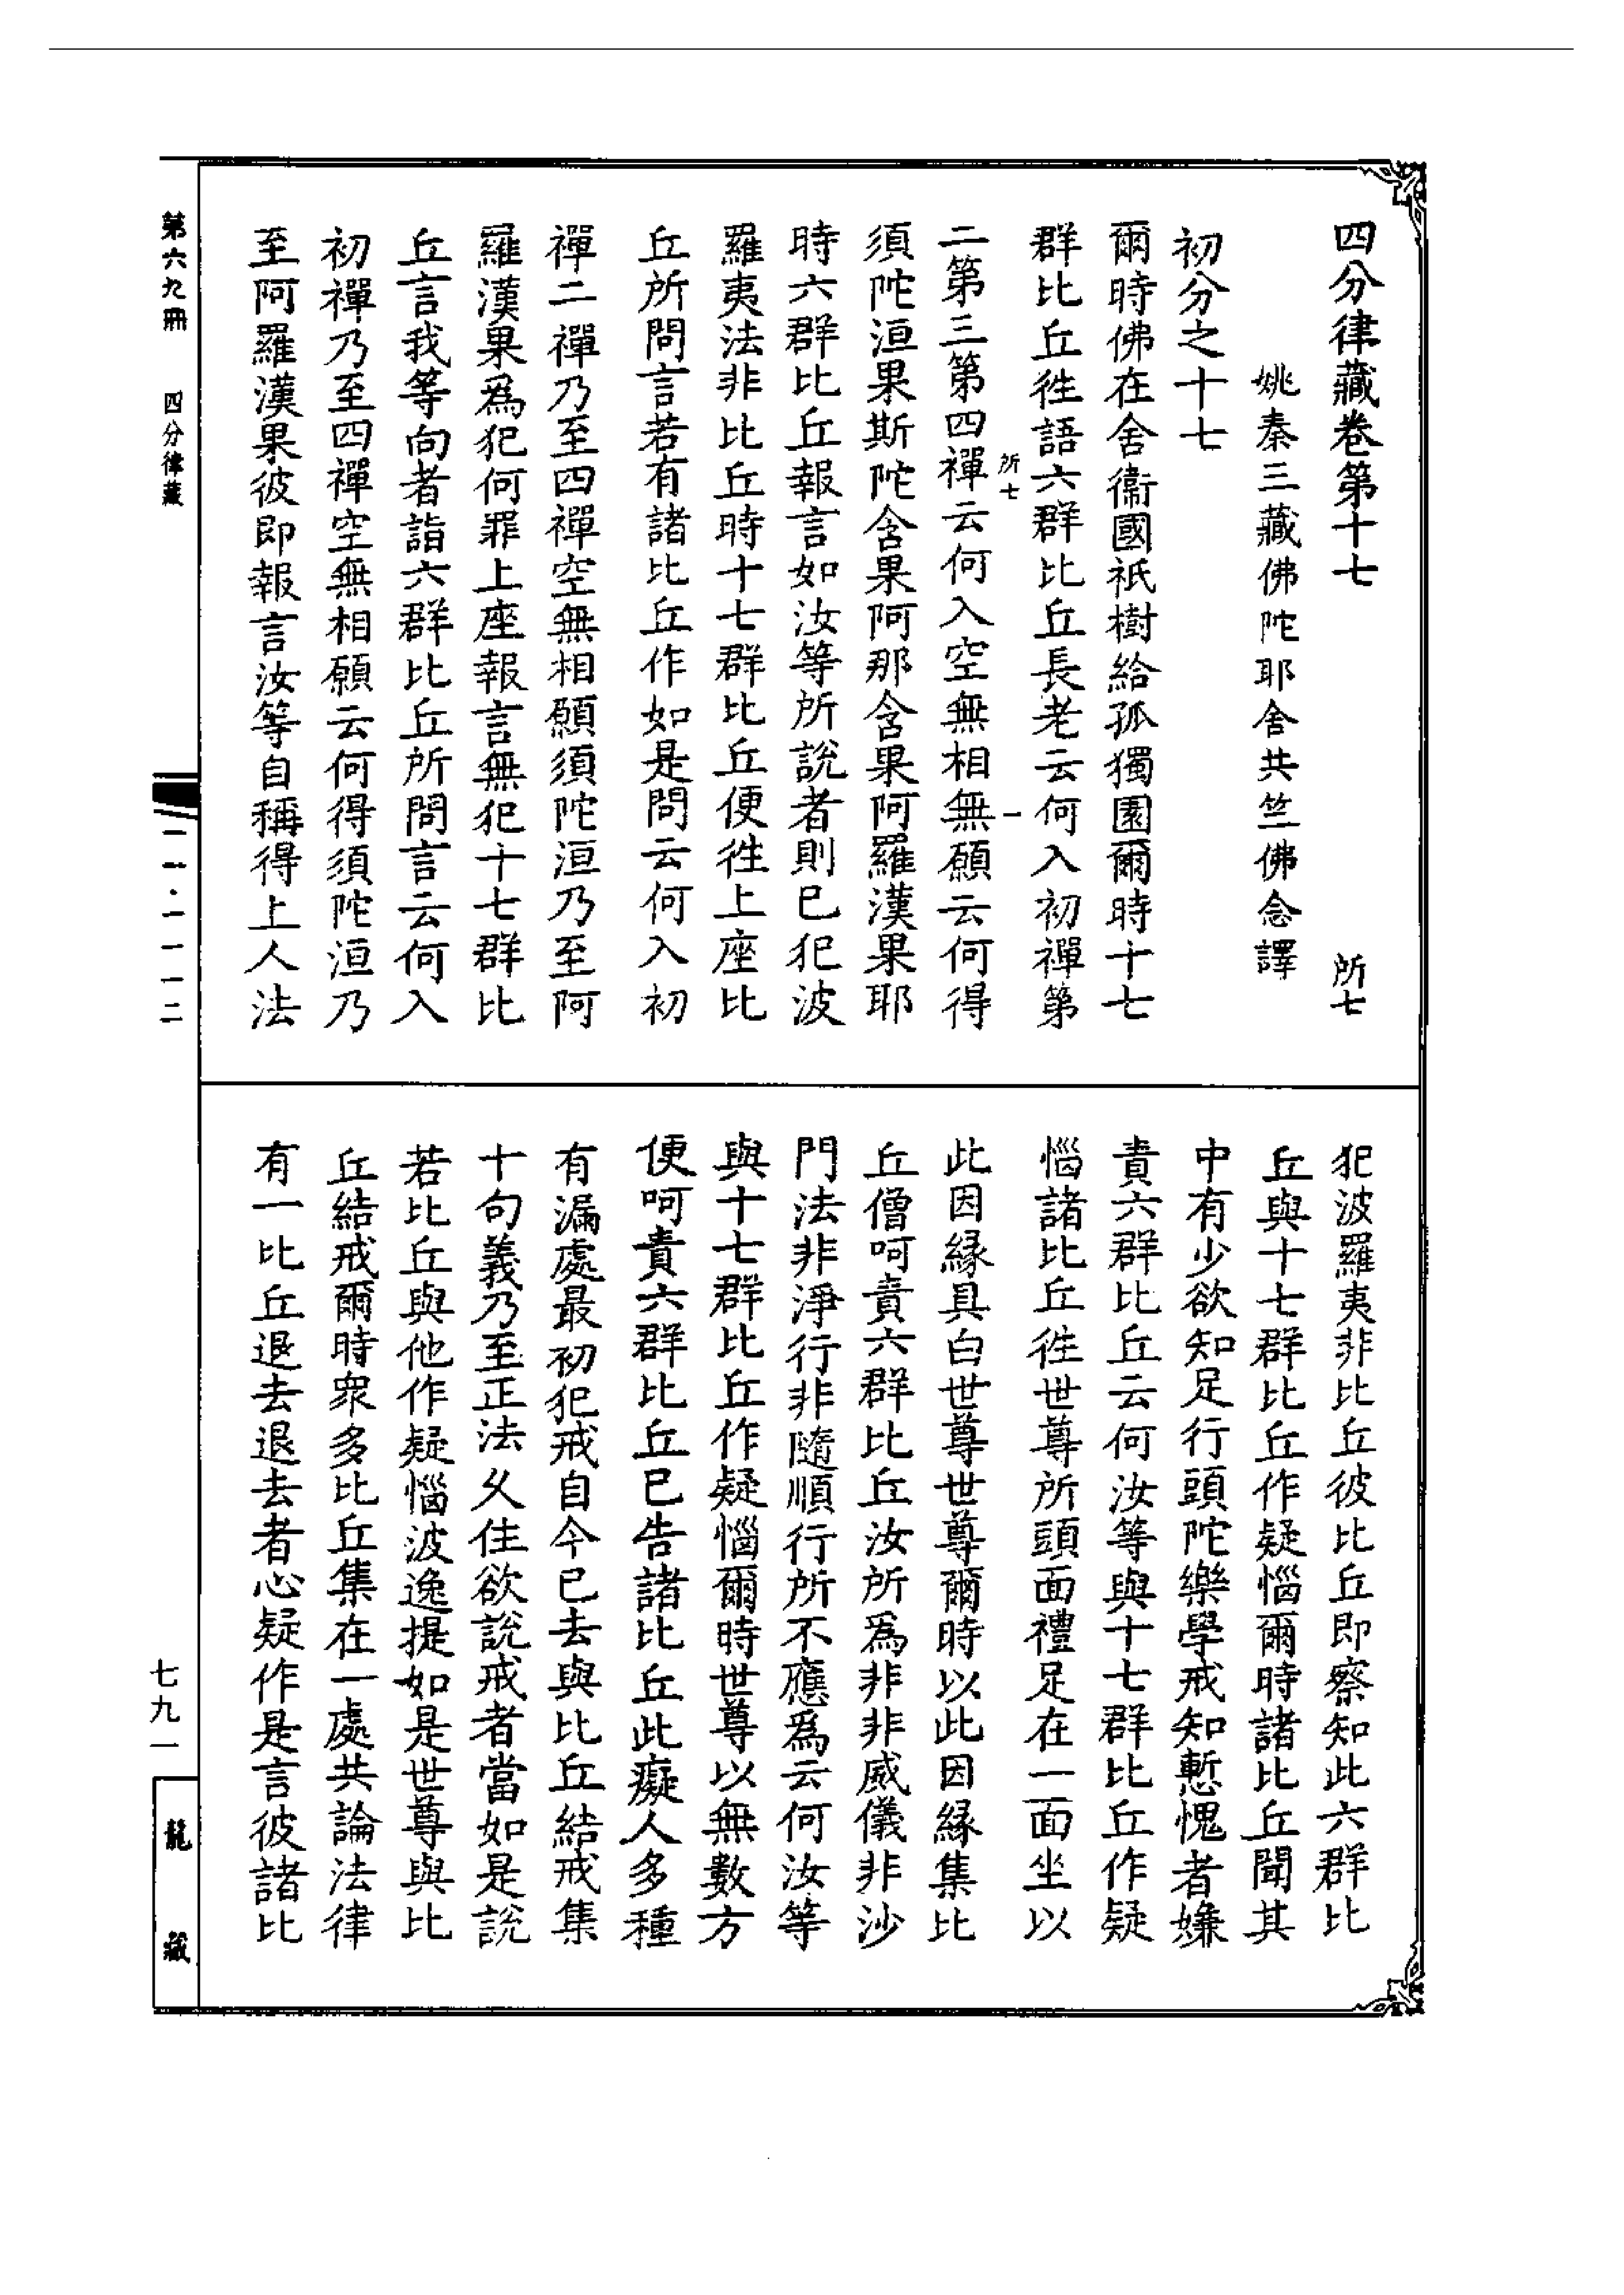 四分律藏卷第十七 所七
姚秦三藏佛陀耶舍共竺佛念譯
初分之十七
爾時佛在舍衞國祇樹給孤獨園爾時十七
群比丘徃語六群比丘長老云何入初禪第
所七 一
二第三第四禪云何入空無相無願云何得
須陀洹果斯陀含果阿那含果阿羅漢果耶
時六群比丘報言如汝等所說者則已犯波
羅夷法非比丘時十七群比丘便徃上座比
丘所問言若有諸比丘作如是問云何入初
禪二禪乃至四禪空無相願須陀洹乃至阿
羅漢果爲犯何罪上座報言無犯十七群比
丘言我等向者詣六群比丘所問言云何入
初禪乃至四禪空無相願云何得須陀洹乃
至阿羅漢果彼即報言汝等自稱得上人法
犯波羅夷非比丘彼比丘即察知此六群比
丘與十七群比丘作疑惱爾時諸比丘聞其
中有少欲知足行頭陀樂學戒知慙愧者嫌
責六群比丘云何汝等與十七群比丘作疑
惱諸比丘徃世尊所頭面禮足在一面坐以
此因緣具白世尊世尊爾時以此因緣集比
丘僧呵責六群比丘汝所爲非非威儀非沙
門法非淨行非隨順行所不應爲云何汝等
與十七群比丘作疑惱爾時世尊以無數方
便呵責六群比丘已告諸比丘此癡人多種
有漏處最初犯戒自今已去與比丘結戒集
十句義乃至正法久住欲說戒者當如是說
若比丘與他作疑惱波逸提如是世尊與比
丘結戒爾時衆多比丘集在一處共論法律
有一比丘退去退去者心疑作是言彼諸比
第六九冊 四分律藏
一一·一一一二
七九一
龍藏